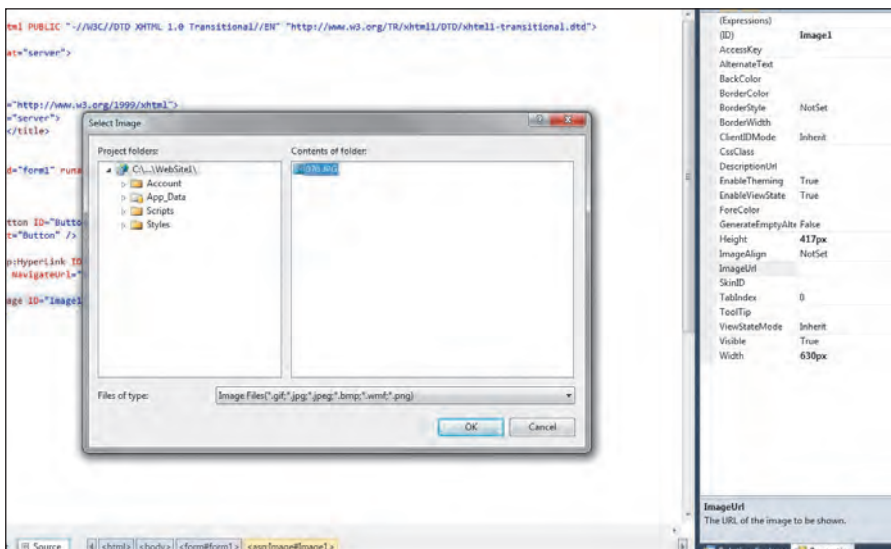 tml PUBLIC "-//W3C//DTD XHTML 1.0 Transitional//EN" "http://www.w3.org/TR/xhtml1/DTD/xhtml1-transitional.dtd">
at="server">
="http://www.w3.org/1999/xhtml">
="server">
</title>
d="form1" runa
tton ID="Butto
t="Button" />
p:HyperLink ID
NavigateUrl="
age ID="Image1
Select Image
Project folders:
C:\...\WebSite1\
Account
App_Data
Scripts
Styles
Contents of folder:
Files of type:
Image Files(*.gif;*.jpg;*.jpeg;*.bmp;*.wmf;*.png)
OK
Cancel
(Expressions)
(ID) Image1
AccessKey
AlternateText
BackColor
BorderColor
BorderStyle NotSet
BorderWidth
ClientIDMode Inherit
CssClass
DescriptionUrl
EnableTheming True
EnableViewState True
ForeColor
GenerateEmptyAlte False
Height 417px
ImageAlign NotSet
ImageUrl
SkinID
TabIndex 0
ToolTip
ViewStateMode Inherit
Visible True
Width 630px
ImageUrl
The URL of the image to be shown.
Source
<html> <body> <form#form1> <asp:Image#Image1>